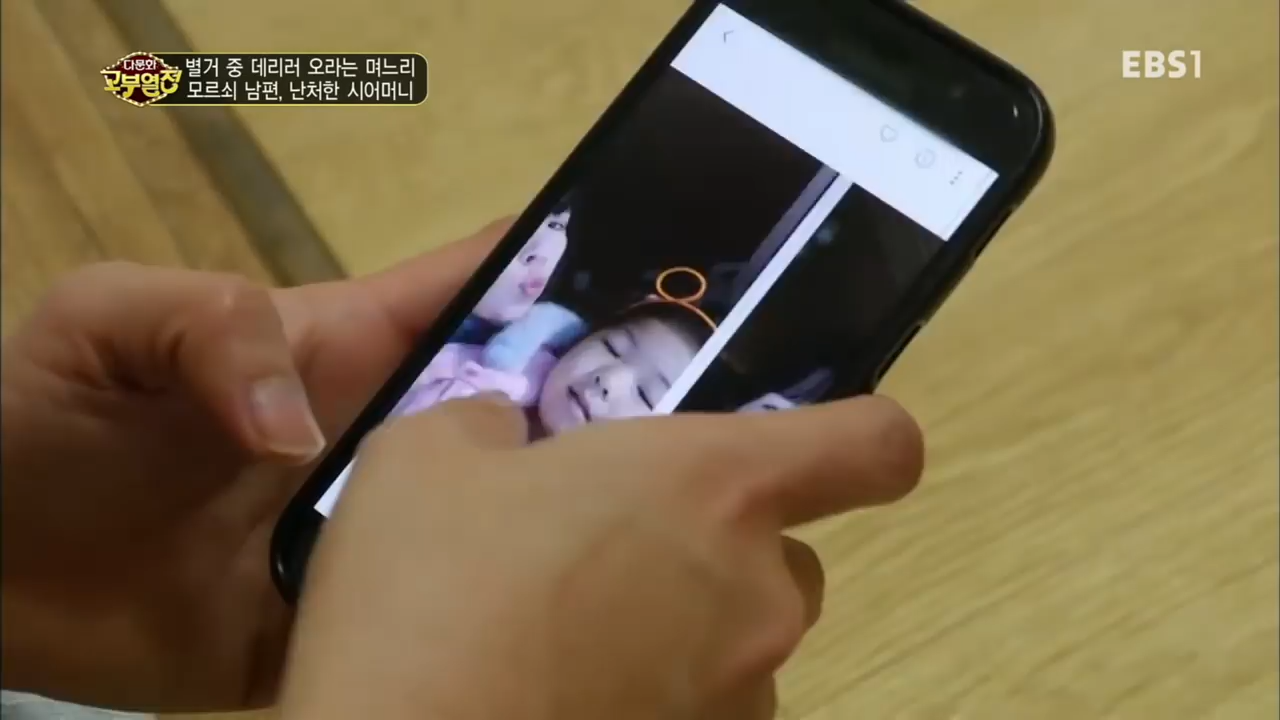 다문화
고부열전
별거 중 데리러 오라는 며느리
모르쇠 남편, 난처한 시어머니
EBS1